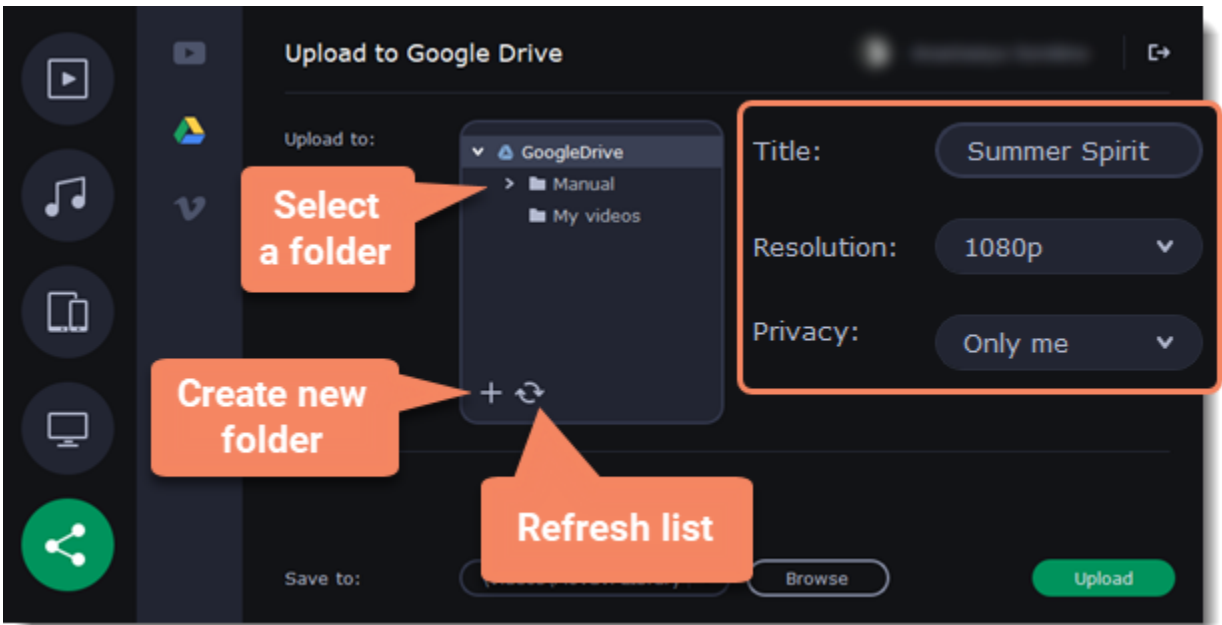 Upload to Google Drive
Upload to:
GoogleDrive
Manual
My videos
Select
a folder
Create new
folder
Refresh list
Title:
Summer Spirit
Resolution:
1080p
Privacy:
Only me
Save to:
Browse
Upload